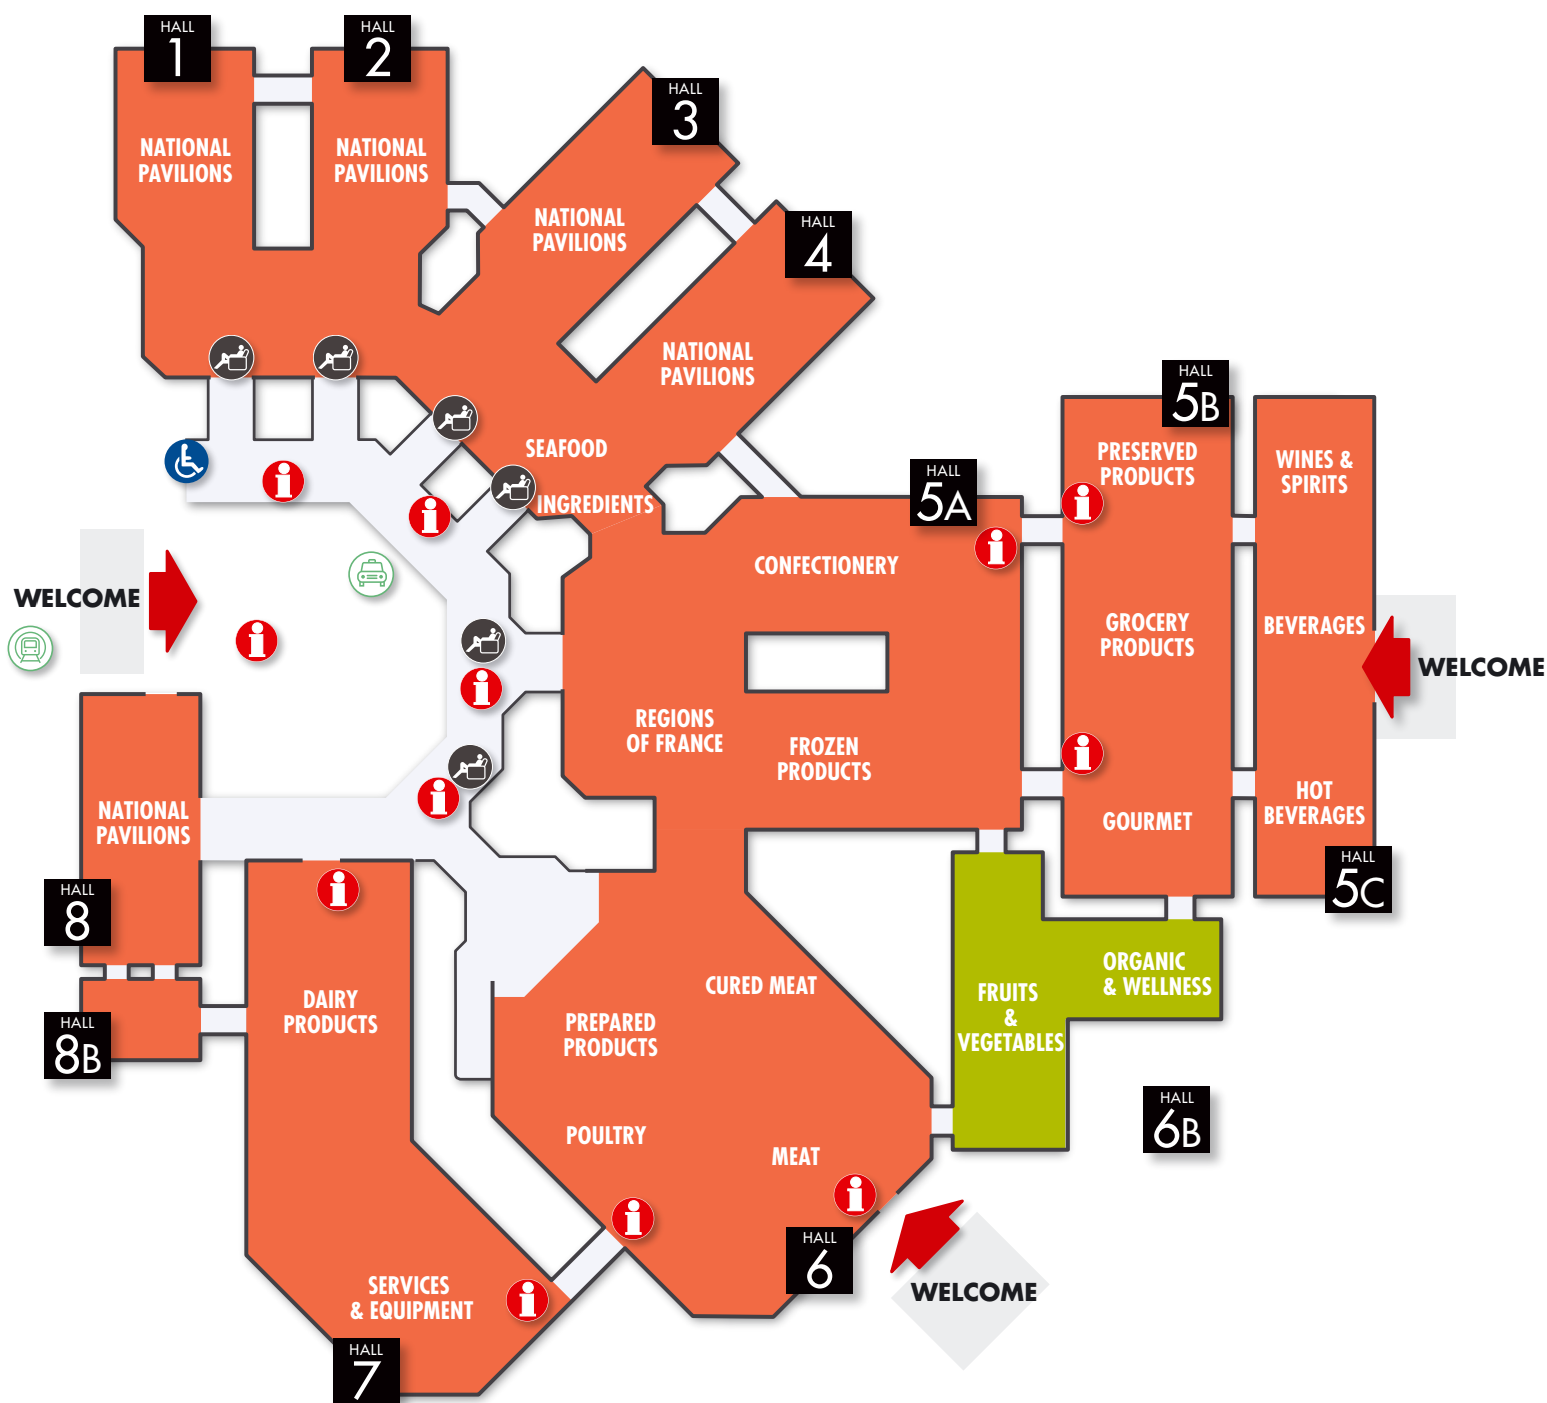 HALL
1
HALL
2
HALL
3
HALL
4
NATIONAL
PAVILIONS
NATIONAL
PAVILIONS
NATIONAL
PAVILIONS
NATIONAL
PAVILIONS
SEAFOOD
INGREDIENTS
HALL
5A
HALL
5B
CONFECTIONERY
PRESERVED
PRODUCTS
WINES &
SPIRITS
WELCOME
GROCERY
PRODUCTS
BEVERAGES
WELCOME
REGIONS
OF FRANCE
FROZEN
PRODUCTS
GOURMET
HOT
BEVERAGES
HALL
5C
NATIONAL
PAVILIONS
HALL
8
HALL
8B
DAIRY
PRODUCTS
CURED MEAT
PREPARED
PRODUCTS
FRUITS
&
VEGETABLES
ORGANIC
& WELLNESS
HALL
6B
POULTRY
MEAT
HALL
6
WELCOME
SERVICES
& EQUIPMENT
HALL
7